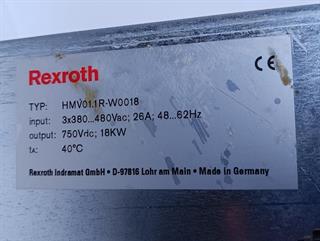 Rexroth CE
TYP: HMV01.1R-W0018
input: 3x380...480Vac; 26A; 48...62Hz
output: 750Vdc; 18KW
tA: 40°C
Rexroth Indramat GmbH • D-97816 Lohr am Main • Made in Germany